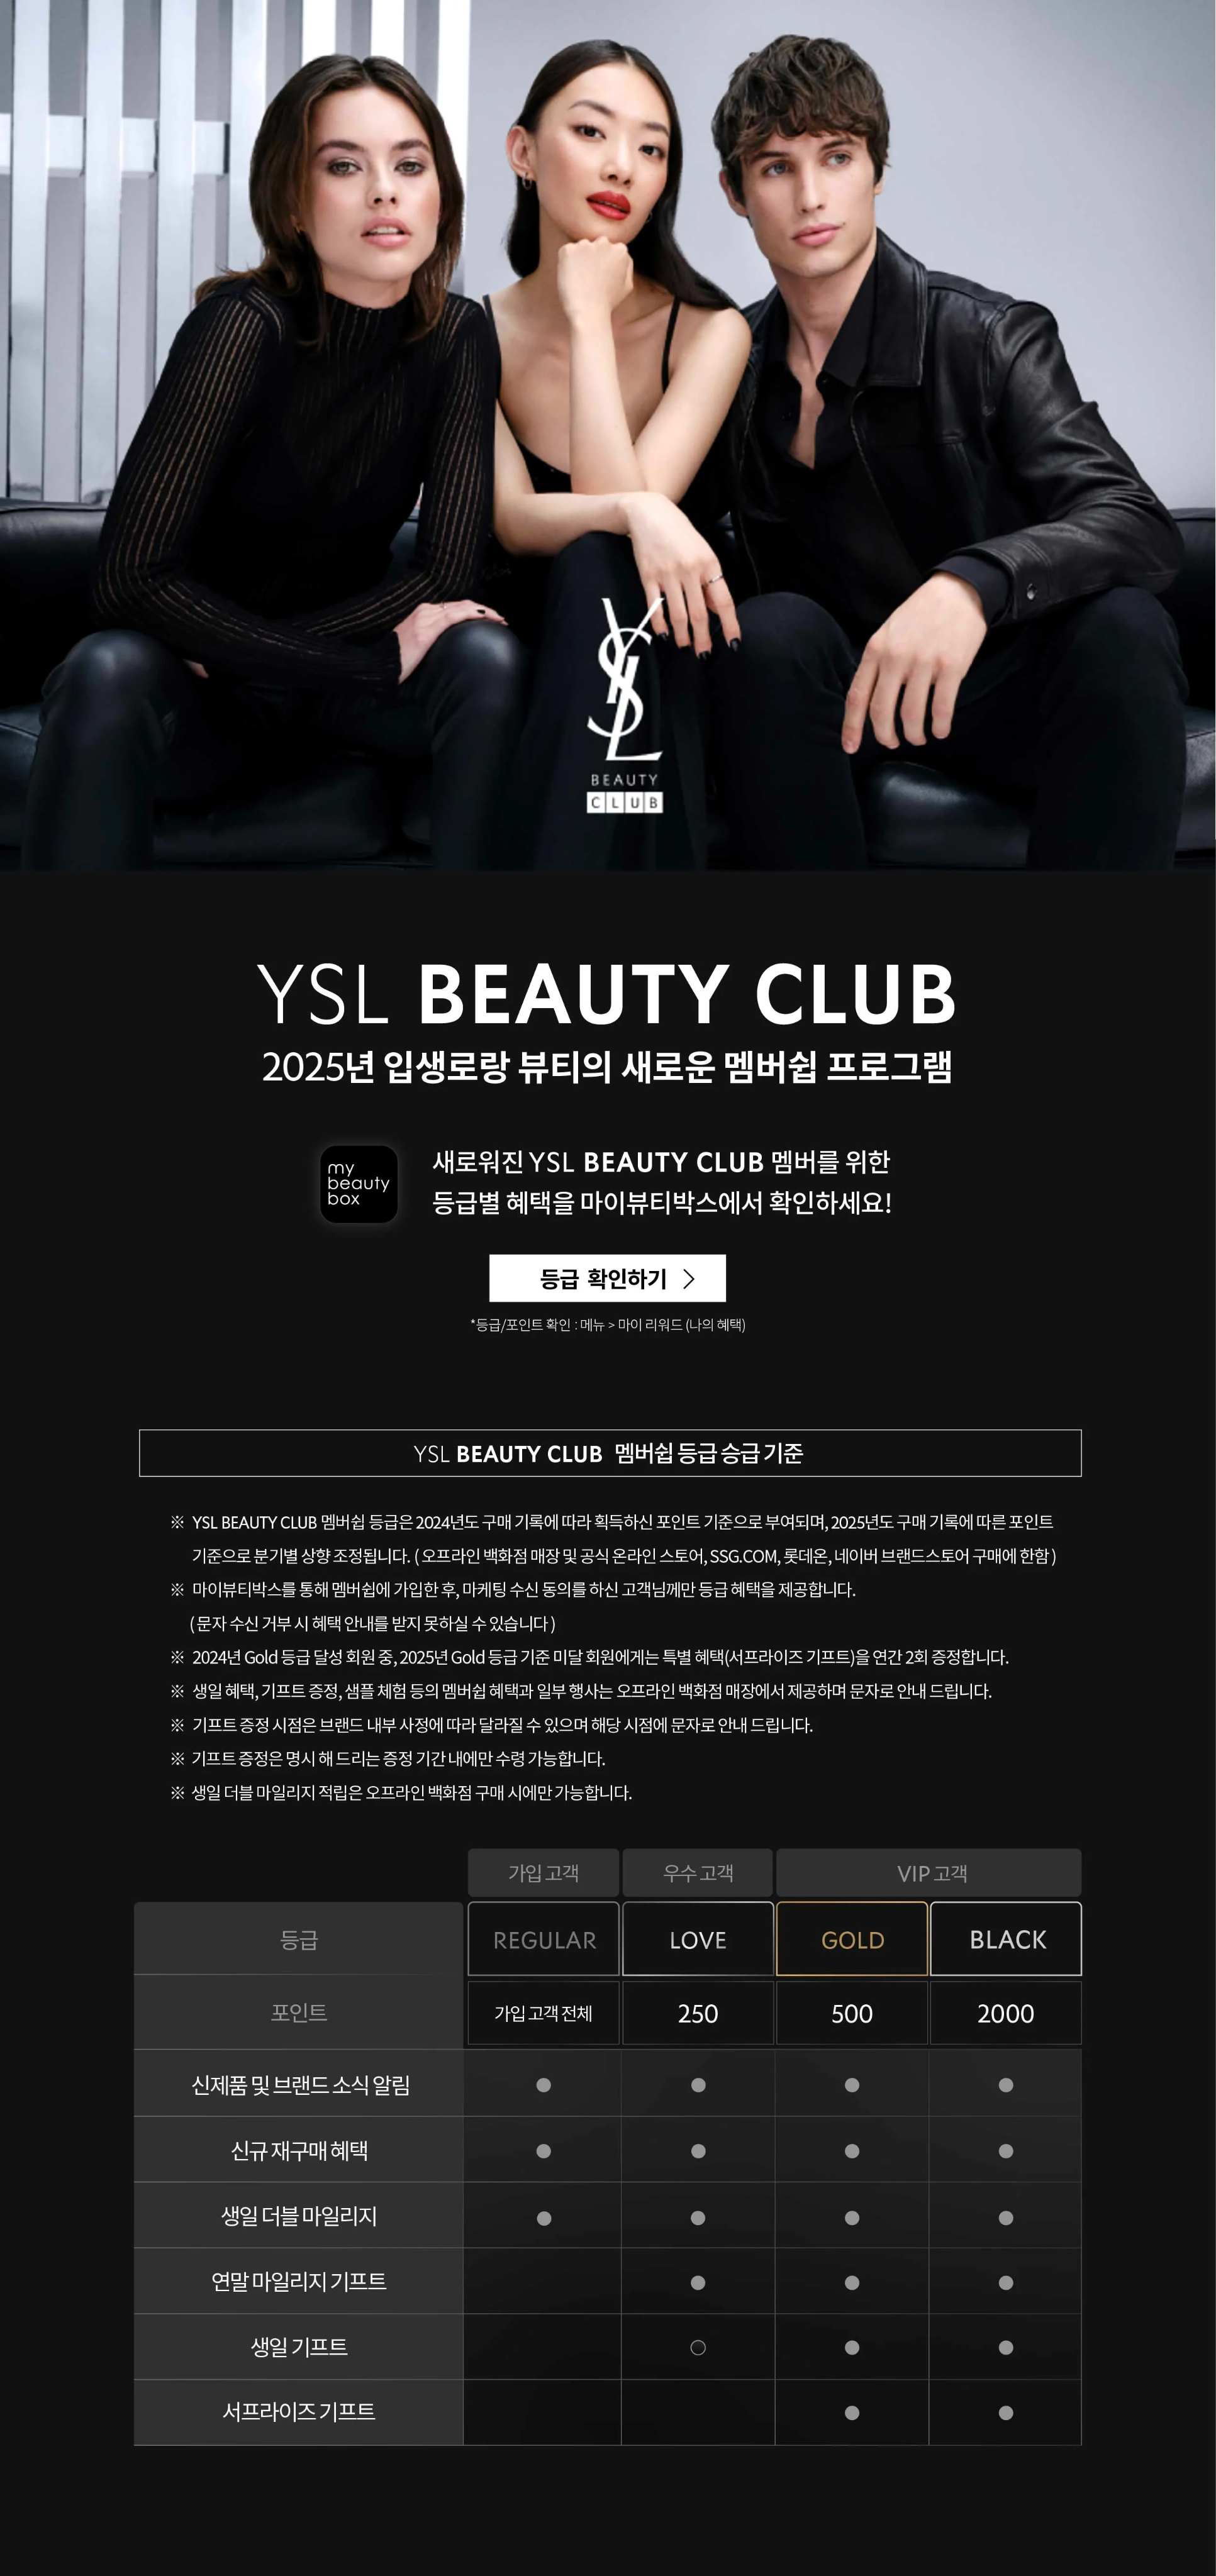 YSL
BEAUTY
CLUB
YSL BEAUTY CLUB
2025년 입생로랑 뷰티의 새로운 멤버쉽 프로그램
my
beauty
box
새로워진 YSL BEAUTY CLUB 멤버를 위한
등급별 혜택을 마이뷰티박스에서 확인하세요!
등급 확인하기 >
*등급/포인트 확인 : 메뉴 > 마이 리워드 (나의 혜택)
YSL BEAUTY CLUB 멤버쉽 등급 승급 기준
※ YSL BEAUTY CLUB 멤버쉽 등급은 2024년도 구매 기록에 따라 획득하신 포인트 기준으로 부여되며, 2025년도 구매 기록에 따른 포인트
기준으로 분기별 상향 조정됩니다. ( 오프라인 백화점 매장 및 공식 온라인 스토어, SSG.COM, 롯데온, 네이버 브랜드스토어 구매에 한함 )
※ 마이뷰티박스를 통해 멤버쉽에 가입한 후, 마케팅 수신 동의를 하신 고객님께만 등급 혜택을 제공합니다.
( 문자 수신 거부 시 혜택 안내를 받지 못하실 수 있습니다 )
※ 2024년 Gold 등급 달성 회원 중, 2025년 Gold 등급 기준 미달 회원에게는 특별 혜택(서프라이즈 기프트)을 연간 2회 증정합니다.
※ 생일 혜택, 기프트 증정, 샘플 체험 등의 멤버쉽 혜택과 일부 행사는 오프라인 백화점 매장에서 제공하며 문자로 안내 드립니다.
※ 기프트 증정 시점은 브랜드 내부 사정에 따라 달라질 수 있으며 해당 시점에 문자로 안내 드립니다.
※ 기프트 증정은 명시 해 드리는 증정 기간 내에만 수령 가능합니다.
※ 생일 더블 마일리지 적립은 오프라인 백화점 구매 시에만 가능합니다.
가입 고객 우수 고객 VIP 고객
등급 REGULAR LOVE GOLD BLACK
포인트 가입 고객 전체 250 500 2000
신제품 및 브랜드 소식 알림 ● ● ● ●
신규 재구매 혜택 ● ● ● ●
생일 더블 마일리지 ● ● ● ●
연말 마일리지 기프트 ● ● ●
생일 기프트 ○ ● ●
서프라이즈 기프트 ● ●